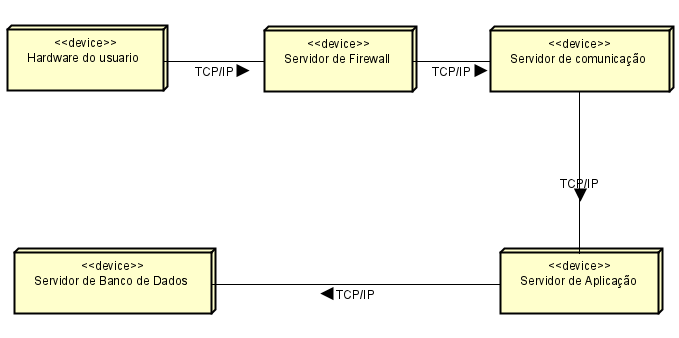 <<device>>
Hardware do usuario
TCP/IP
<<device>>
Servidor de Firewall
TCP/IP
<<device>>
Servidor de comunicação
TCP/IP
<<device>>
Servidor de Aplicação
TCP/IP
<<device>>
Servidor de Banco de Dados